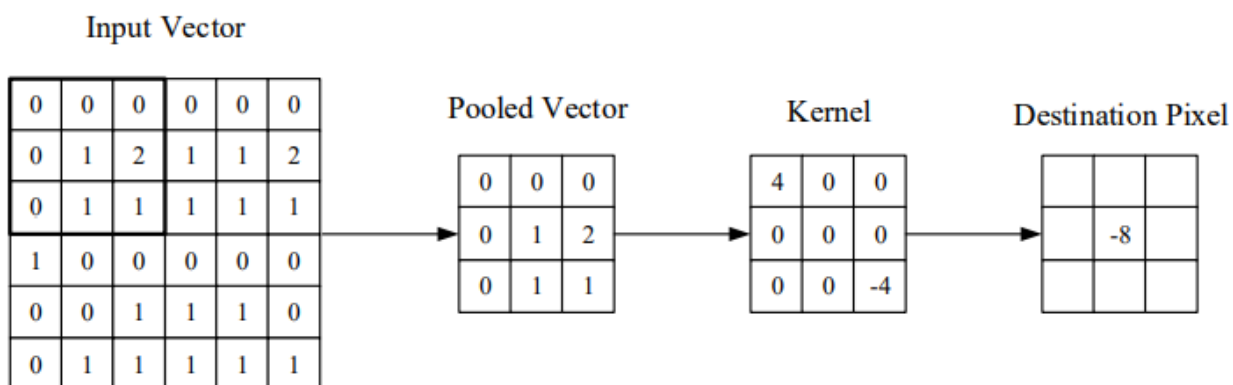 Input Vector
0 0 0 0 0 0
0 1 2 1 1 2
0 1 1 1 1 1
1 0 0 0 0 0
0 0 1 1 1 0
0 1 1 1 1 1
Pooled Vector
0 0 0
0 1 2
0 1 1
Kernel
4 0 0
0 0 0
0 0 -4
Destination Pixel
-8